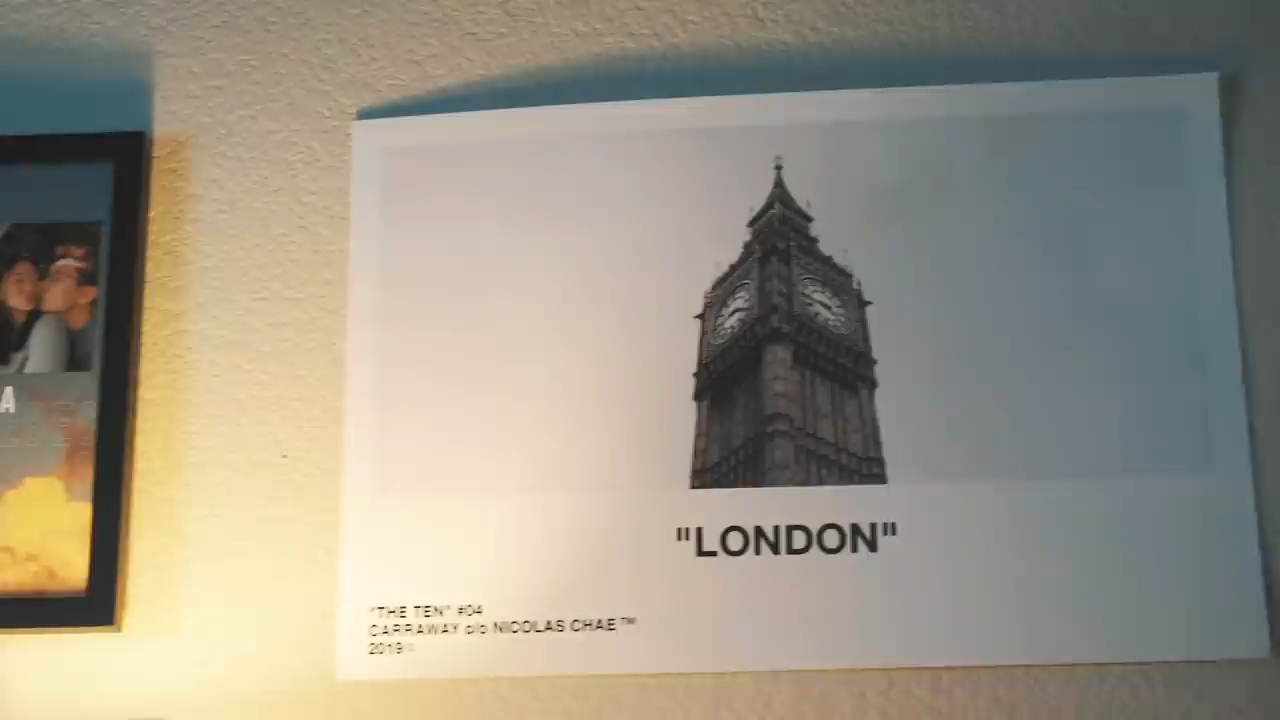 A
"LONDON"
"THE TEN" #04
CARRAWAY c/o NICOLAS CHAE™
2019©